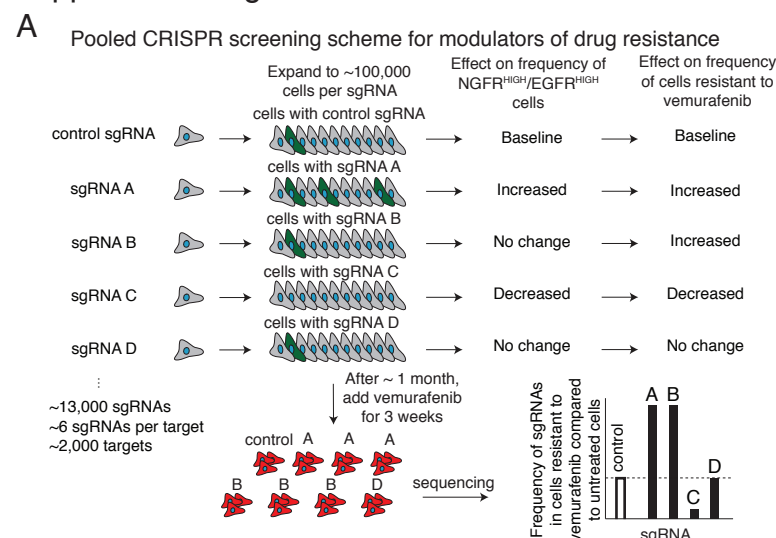 A
Pooled CRISPR screening scheme for modulators of drug resistance
Expand to ~100,000
cells per sgRNA
Effect on frequency of
NGFRHIGH/EGFRHIGH
cells
Effect on frequency
of cells resistant to
vemurafenib
control sgRNA
cells with control sgRNA
Baseline
Baseline
sgRNA A
cells with sgRNA A
Increased
Increased
sgRNA B
cells with sgRNA B
No change
Increased
sgRNA C
cells with sgRNA C
Decreased
Decreased
sgRNA D
cells with sgRNA D
No change
No change
~13,000 sgRNAs
~6 sgRNAs per target
~2,000 targets
After ~ 1 month,
add vemurafenib
for 3 weeks
control A A A
B B B D
sequencing
Frequency of sgRNAs
in cells resistant to
vemurafenib compared
to untreated cells
control
A B
C
D
sgRNA